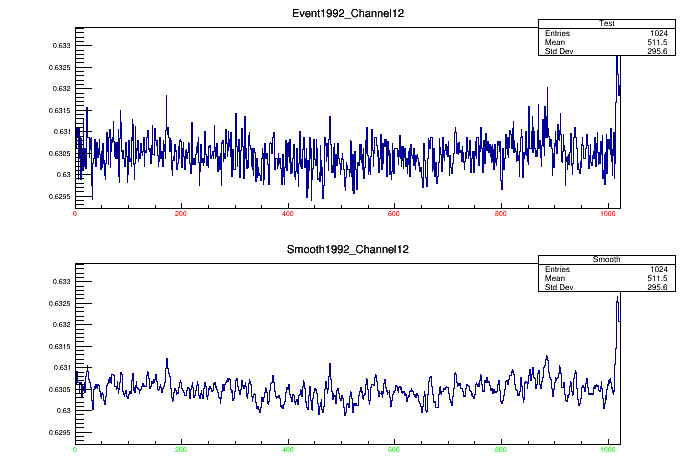 Event1992_Channel12
Test
Entries 1024
Mean 511.5
Std Dev 295.6
0.633
0.6325
0.632
0.6315
0.631
0.6305
0.63
0.6295
0 200 400 600 800 1000
Smooth1992_Channel12
Smooth
Entries 1024
Mean 511.5
Std Dev 295.6
0.633
0.6325
0.632
0.6315
0.631
0.6305
0.63
0.6295
0 200 400 600 800 1000